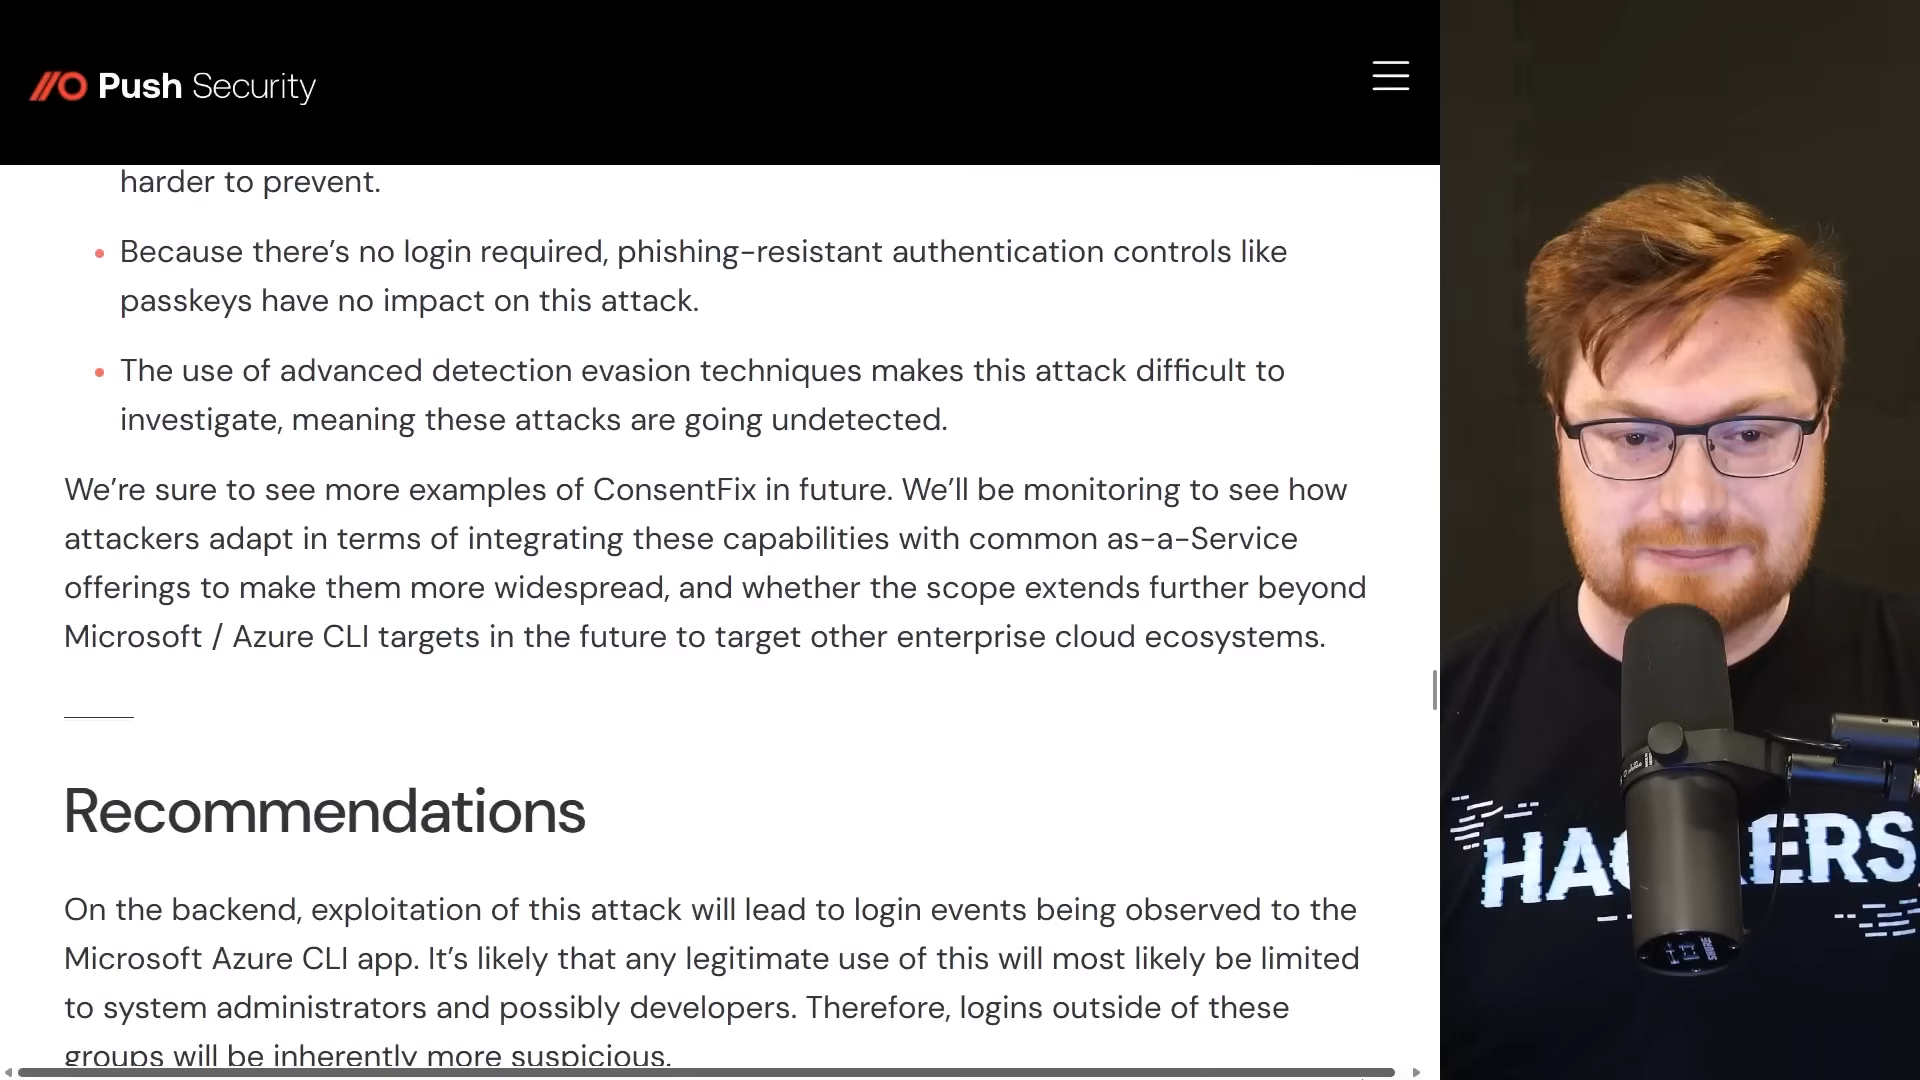 Push Security
harder to prevent.
• Because there’s no login required, phishing-resistant authentication controls like
passkeys have no impact on this attack.
• The use of advanced detection evasion techniques makes this attack difficult to
investigate, meaning these attacks are going undetected.
We’re sure to see more examples of ConsentFix in future. We’ll be monitoring to see how
attackers adapt in terms of integrating these capabilities with common as-a-Service
offerings to make them more widespread, and whether the scope extends further beyond
Microsoft / Azure CLI targets in the future to target other enterprise cloud ecosystems.
Recommendations
On the backend, exploitation of this attack will lead to login events being observed to the
Microsoft Azure CLI app. It’s likely that any legitimate use of this will most likely be limited
to system administrators and possibly developers. Therefore, logins outside of these
groups will be inherently more suspicious.
SHURE